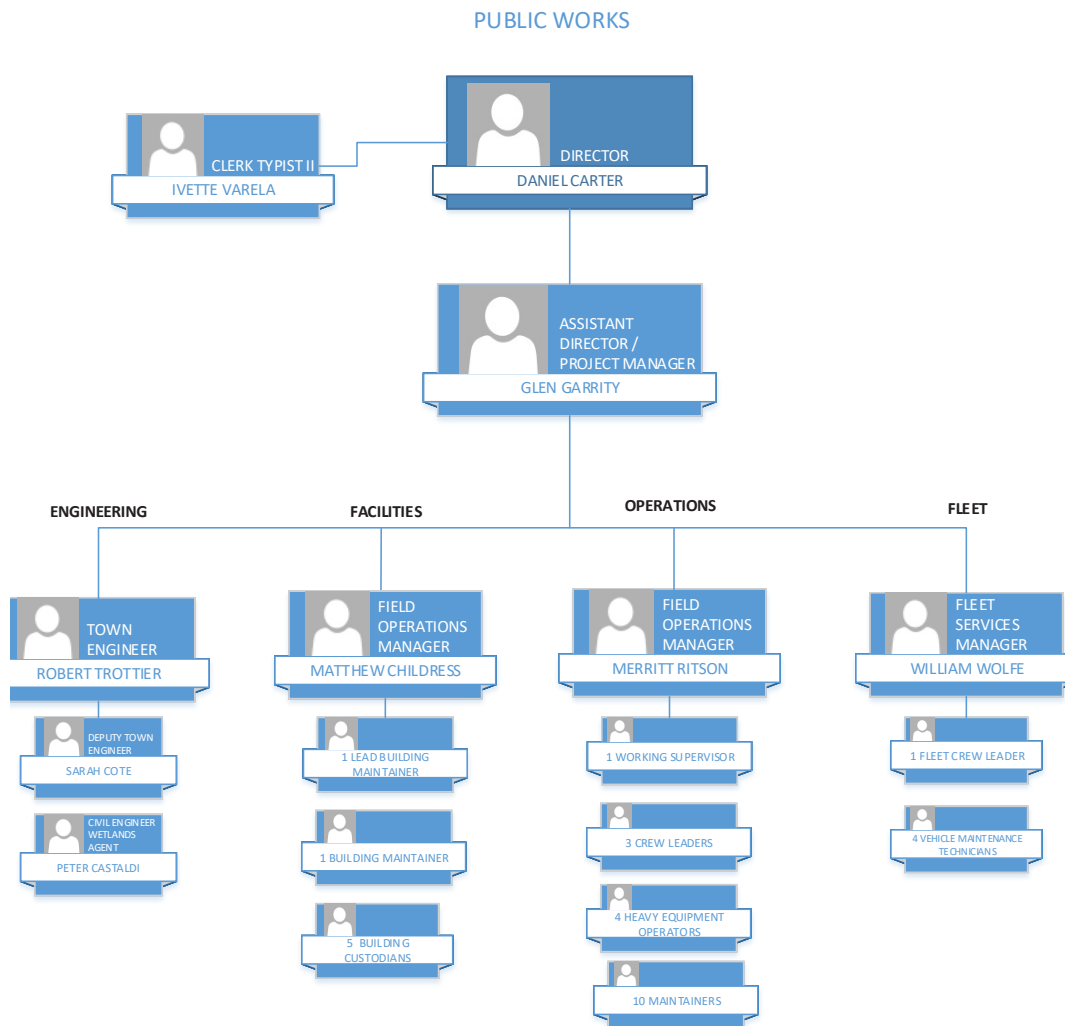 PUBLIC WORKS
CLERK TYPIST II
IVETTE VARELA
DIRECTOR
DANIEL CARTER
ASSISTANT
DIRECTOR /
PROJECT MANAGER
GLEN GARRITY
ENGINEERING
FACILITIES
OPERATIONS
FLEET
TOWN
ENGINEER
ROBERT TROTTIER
FIELD
OPERATIONS
MANAGER
MATTHEW CHILDRESS
FIELD
OPERATIONS
MANAGER
MERRITT RITSON
FLEET
SERVICES
MANAGER
WILLIAM WOLFE
DEPUTY TOWN
ENGINEER
SARAH COTE
CIVIL ENGINEER
WETLANDS
AGENT
PETER CASTALDI
1 LEAD BUILDING
MAINTAINER
1 BUILDING MAINTAINER
5 BUILDING
CUSTODIANS
1 WORKING SUPERVISOR
3 CREW LEADERS
4 HEAVY EQUIPMENT
OPERATORS
10 MAINTAINERS
1 FLEET CREW LEADER
4 VEHICLE MAINTENANCE
TECHNICIANS